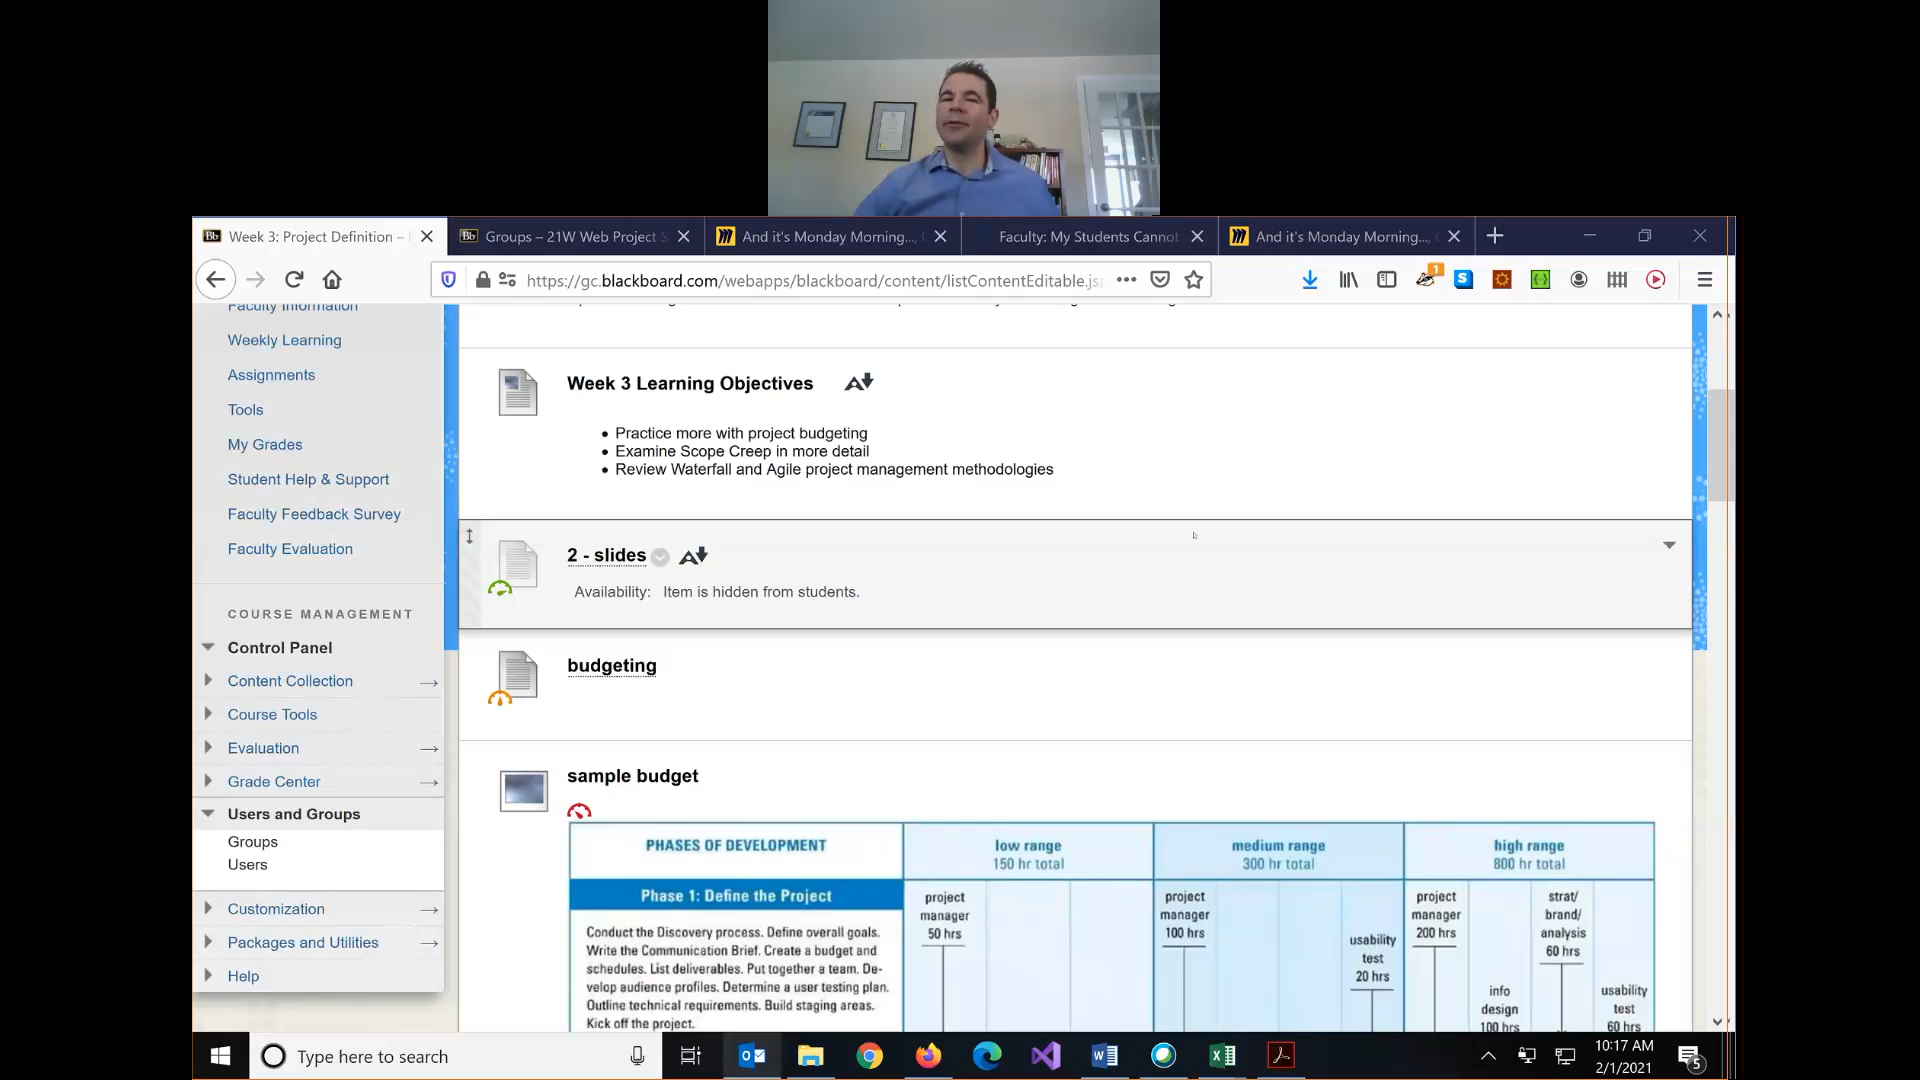 Week 3: Project Definition –
Groups – 21W Web Project S
And it's Monday Morning...,
Faculty: My Students Cannot
And it's Monday Morning...,
https://gc.blackboard.com/webapps/blackboard/content/listContentEditable.js
1
Faculty Information
Weekly Learning
Assignments
Tools
My Grades
Student Help & Support
Faculty Feedback Survey
Faculty Evaluation
COURSE MANAGEMENT
Control Panel
Content Collection
Course Tools
Evaluation
Grade Center
Users and Groups
Groups
Users
Customization
Packages and Utilities
Help
Week 3 Learning Objectives
Practice more with project budgeting
Examine Scope Creep in more detail
Review Waterfall and Agile project management methodologies
2 - slides
Availability: Item is hidden from students.
budgeting
sample budget
PHASES OF DEVELOPMENT
low range
150 hr total
medium range
300 hr total
high range
800 hr total
Phase 1: Define the Project
Conduct the Discovery process. Define overall goals.
Write the Communication Brief. Create a budget and
schedules. List deliverables. Put together a team. De-
velop audience profiles. Determine a user testing plan.
Outline technical requirements. Build staging areas.
Kick off the project.
project
manager
50 hrs
project
manager
100 hrs
usability
test
20 hrs
project
manager
200 hrs
info
design
100 hrs
strat/
brand/
analysis
60 hrs
usability
test
60 hrs
Type here to search
10:17 AM
2/1/2021
5